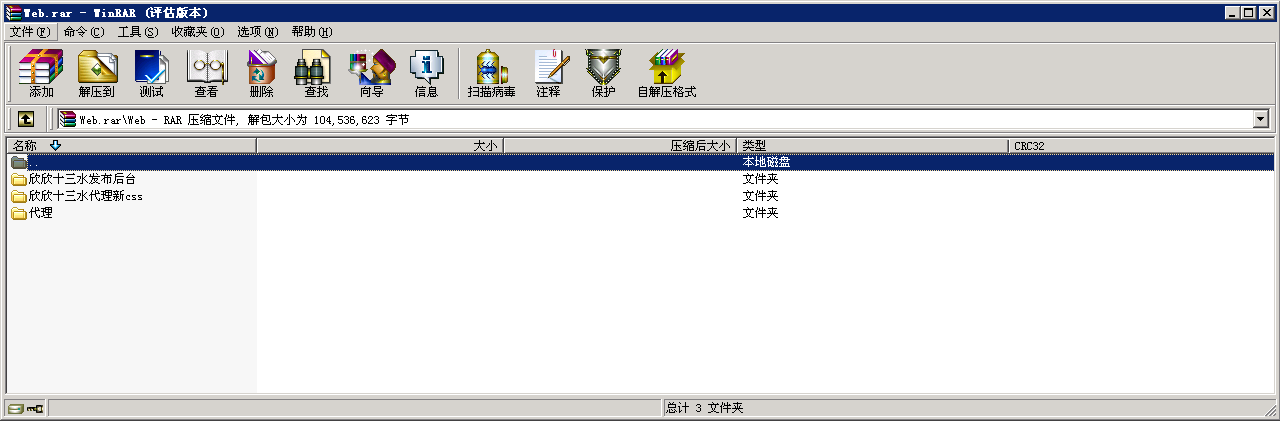 Web.rar - WinRAR (评估版本)
文件(F) 命令(C) 工具(S) 收藏夹(O) 选项(N) 帮助(H)
添加 解压到 测试 查看 删除 查找 向导 信息 扫描病毒 注释 保护 自解压格式
Web.rar\Web - RAR 压缩文件, 解包大小为 104,536,623 字节
名称 大小 压缩后大小 类型 CRC32
.. 本地磁盘
欣欣十三水发布后台 文件夹
欣欣十三水代理新css 文件夹
代理 文件夹
总计 3 文件夹